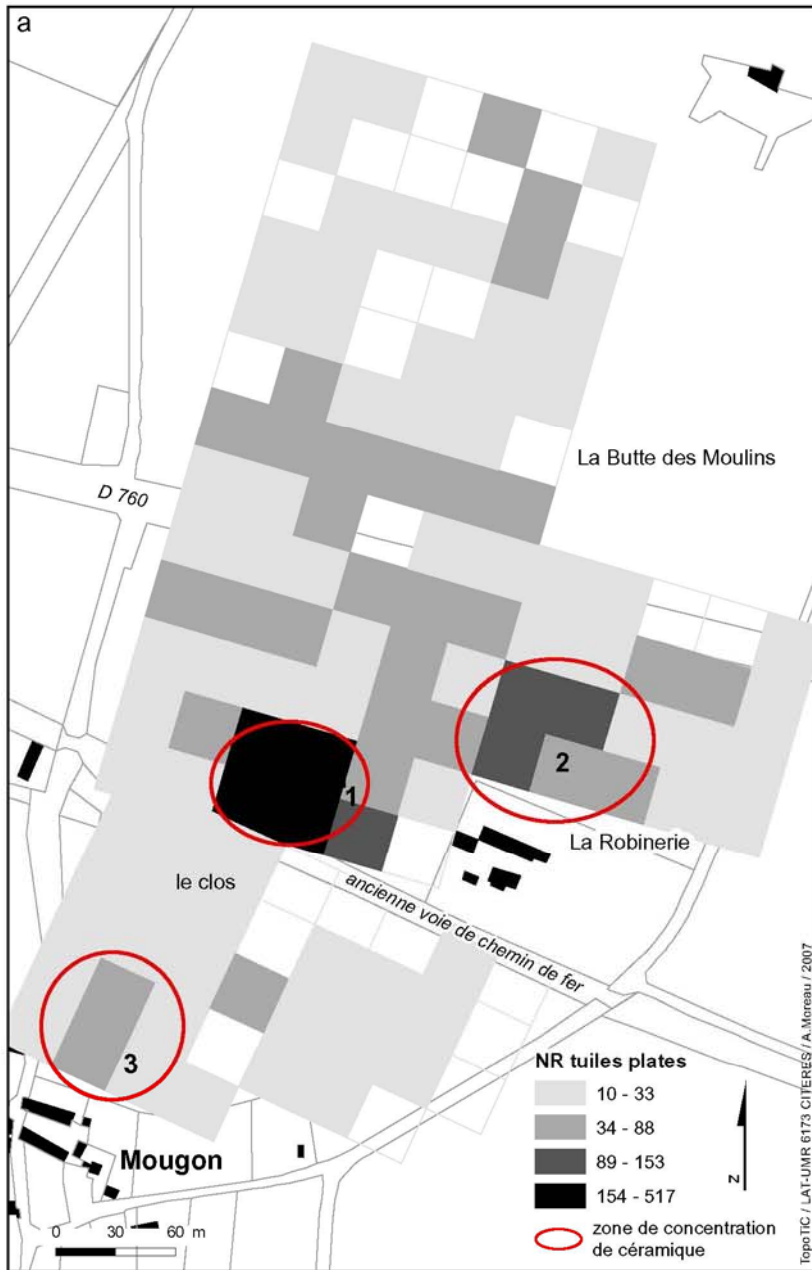 a
La Butte des Moulins
D 760
1
2
La Robinerie
le clos
ancienne voie de chemin de fer
3
Mougon
0 30 60 m
NR tuiles plates
10 - 33
34 - 88
89 - 153
154 - 517
zone de concentration
de céramique
N
TopoTiC / LAT-UMR 6173 CITERES / A.Moreau / 2007